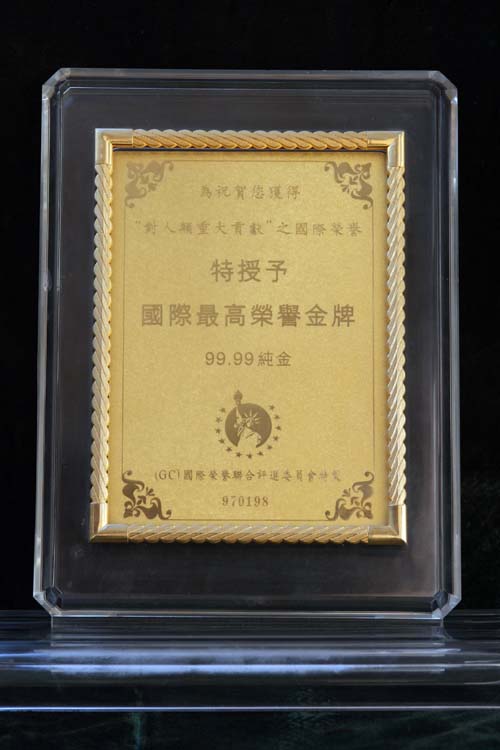 為祝賀您獲得
“對人類重大貢獻”之國際榮譽
特授予
國際最高榮譽金牌
99.99純金
(GC)國際榮譽聯合評選委員會特製
970198